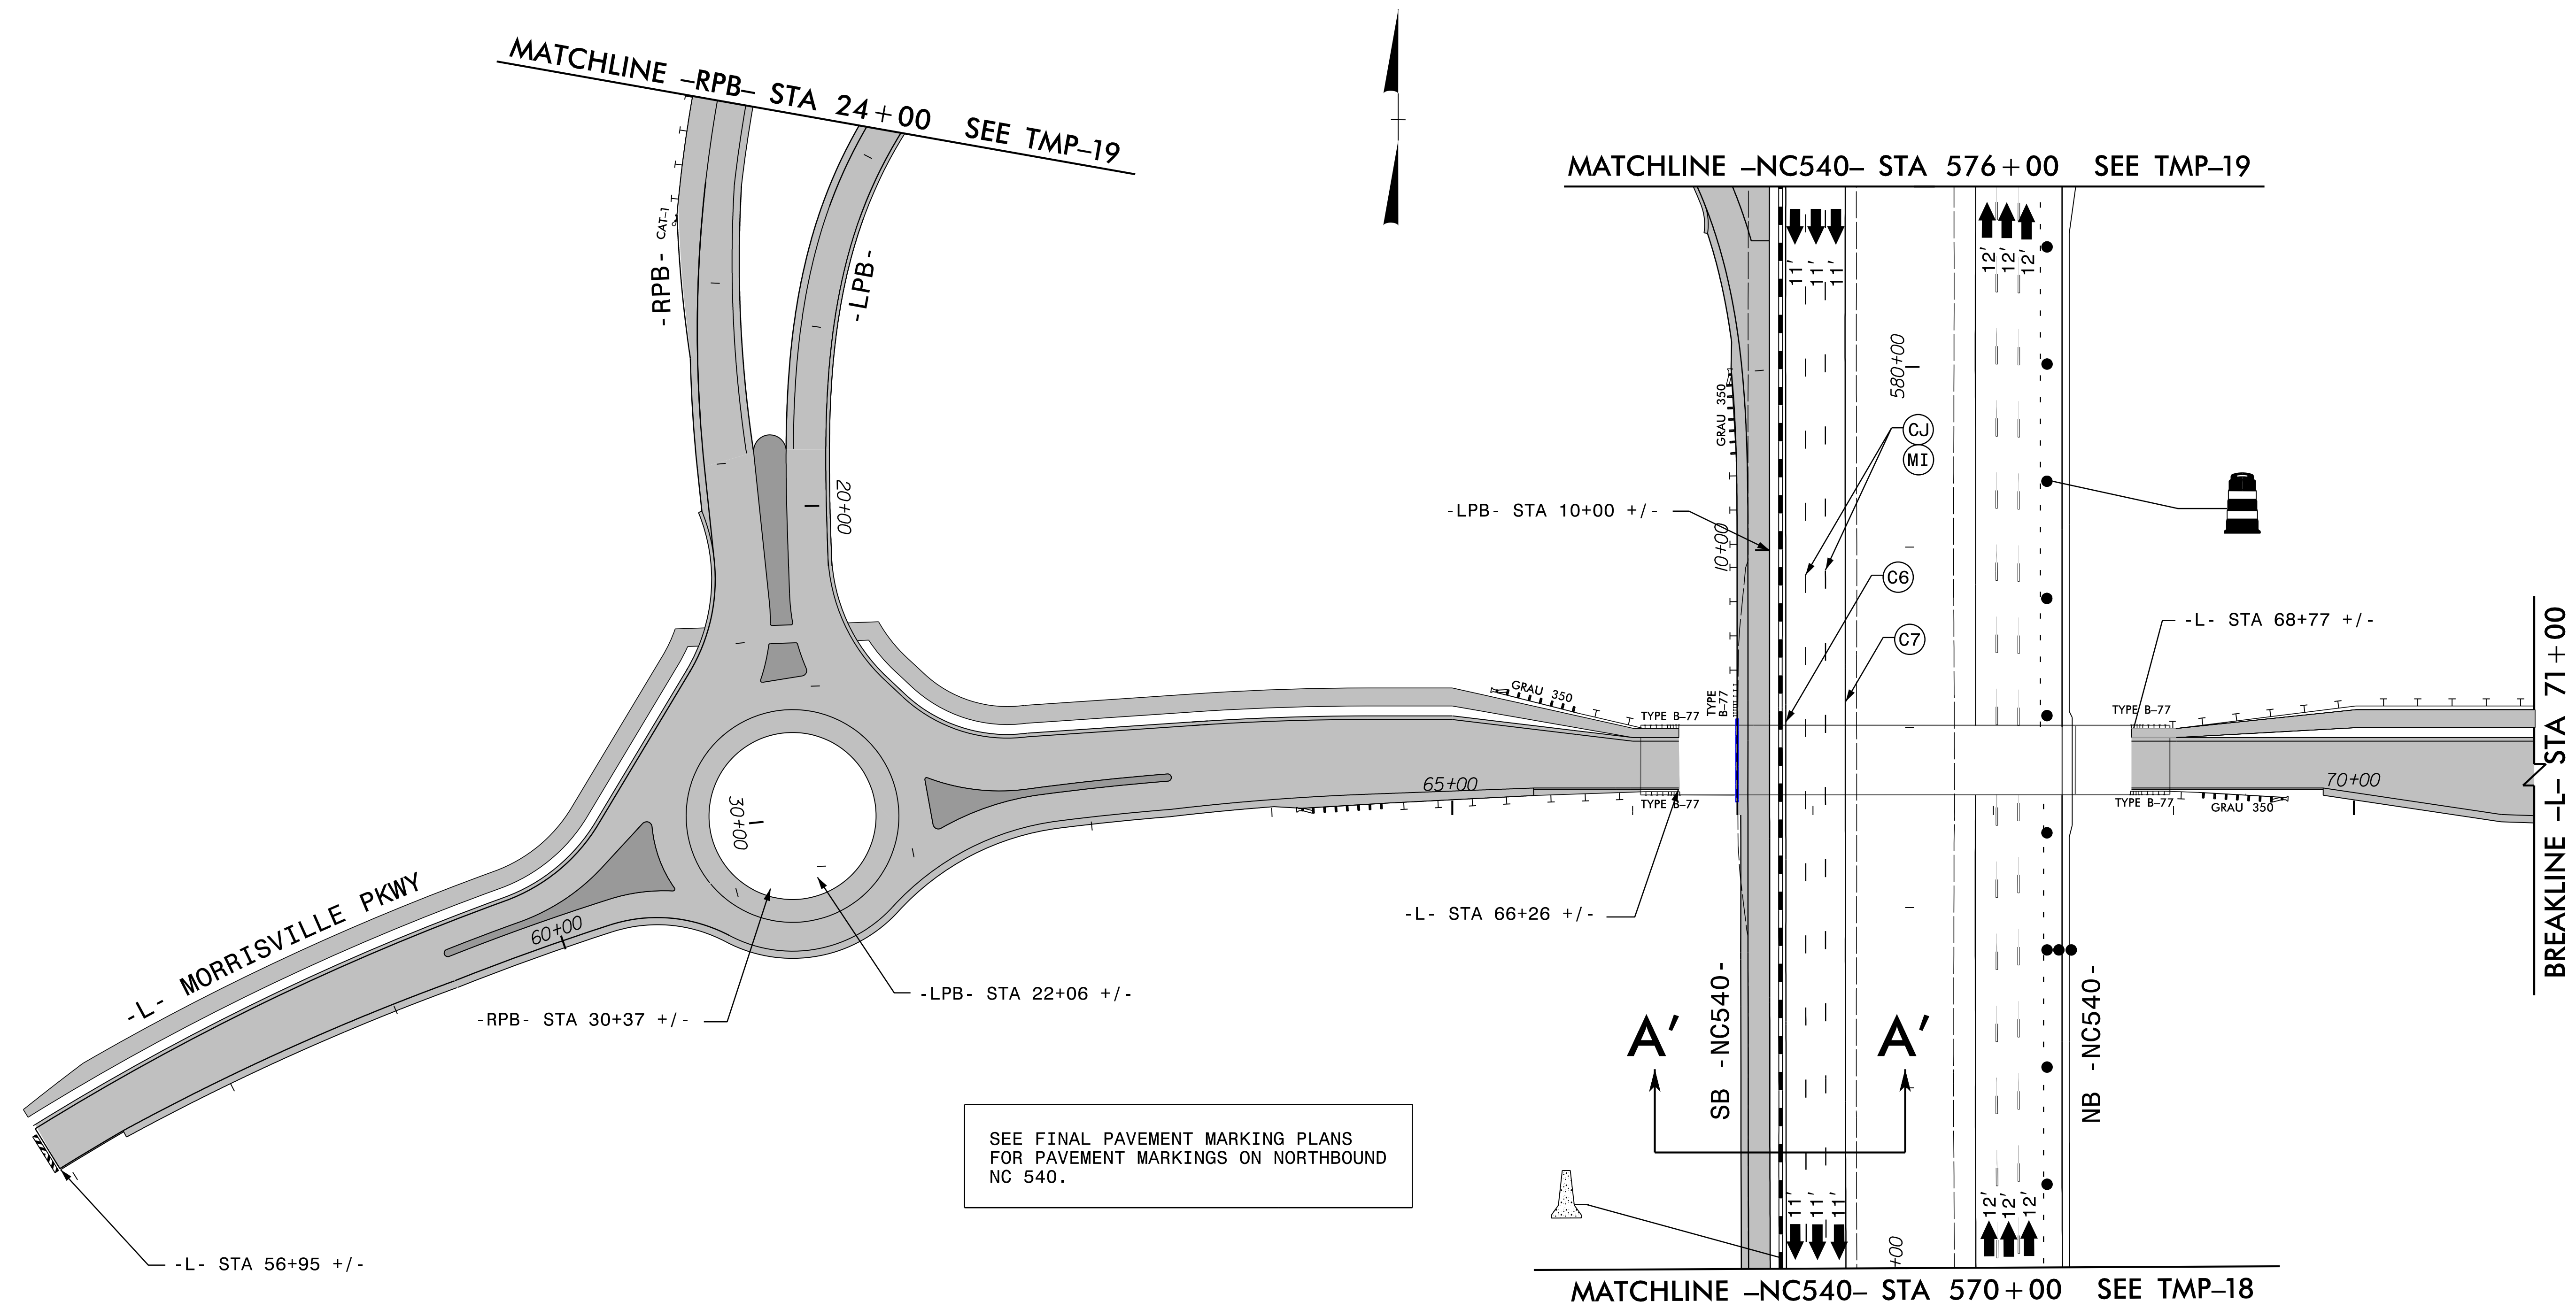 MATCHLINE –RPB– STA 24+00 SEE TMP–19
MATCHLINE –NC540– STA 576+00 SEE TMP–19
-RPB-
CAT-1
-LPB-
11' 11' 11'
12' 12' 12'
580+00
GRAU 350
CJ
MI
20+00
-LPB- STA 10+00 +/-
10+00
C6
C7
-L- STA 68+77 +/-
BREAKLINE –L– STA 71+00
GRAU 350
TYPE B–77
TYPE
B–77
TYPE B–77
65+00
70+00
TYPE B–77
TYPE B–77
GRAU 350
30+00
-L- MORRISVILLE PKWY
60+00
-L- STA 66+26 +/-
-LPB- STA 22+06 +/-
-RPB- STA 30+37 +/-
SB -NC540-
NB -NC540-
A' A'
SEE FINAL PAVEMENT MARKING PLANS
FOR PAVEMENT MARKINGS ON NORTHBOUND
NC 540.
11' 11' 11'
12' 12' 12'
+00
-L- STA 56+95 +/-
MATCHLINE –NC540– STA 570+00 SEE TMP–18